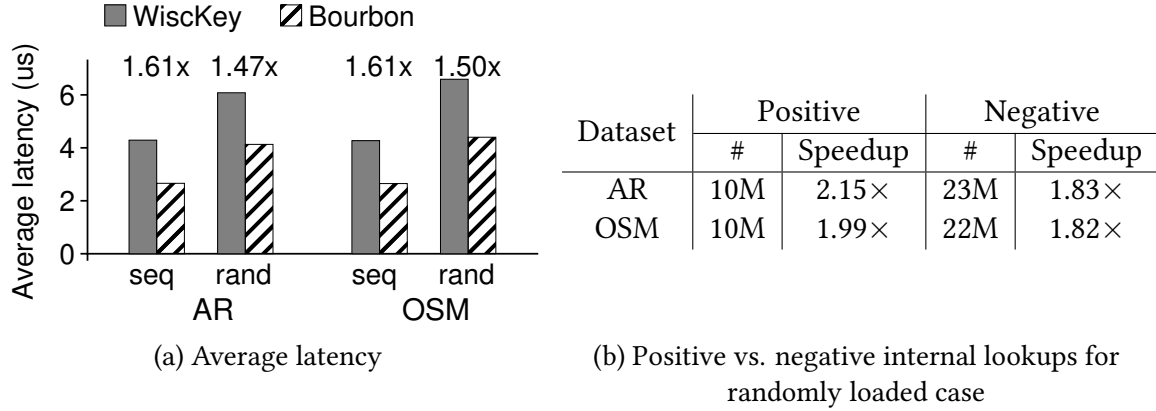 WiscKey Bourbon
Average latency (us)
1.61x 1.47x 1.61x 1.50x
6
4
2
0
seq rand seq rand
AR OSM
(a) Average latency
Dataset Positive Negative
# Speedup # Speedup
AR 10M 2.15× 23M 1.83×
OSM 10M 1.99× 22M 1.82×
(b) Positive vs. negative internal lookups for
randomly loaded case